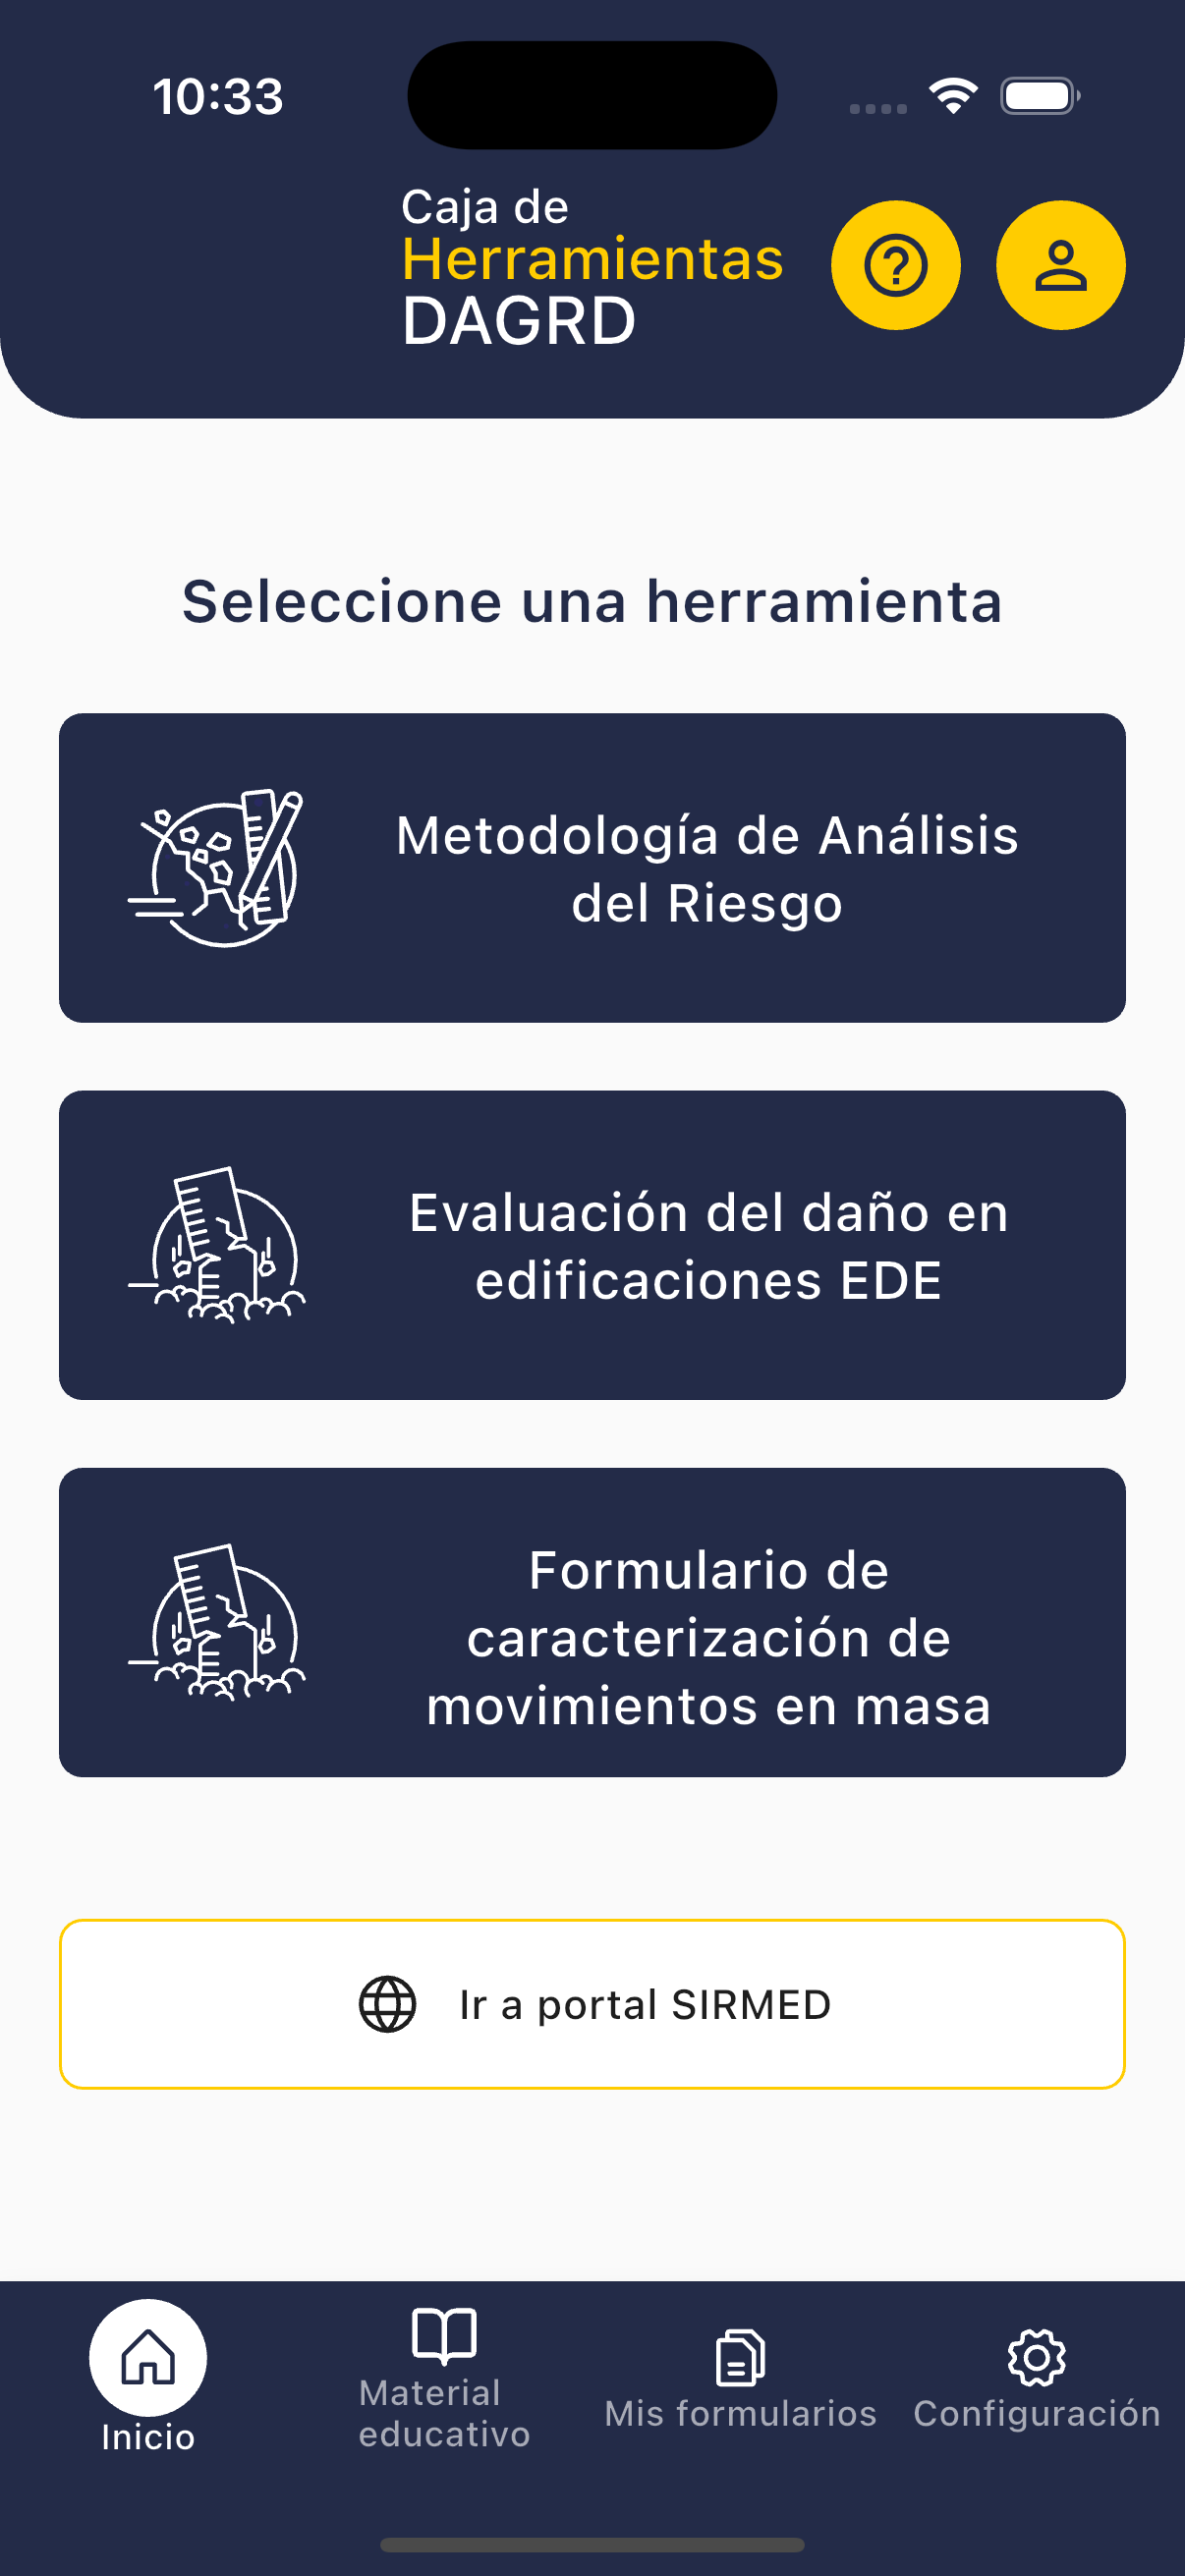 10:33
Caja de
Herramientas
DAGRD
Seleccione una herramienta
Metodología de Análisis
del Riesgo
Evaluación del daño en
edificaciones EDE
Formulario de
caracterización de
movimientos en masa
Ir a portal SIRMED
Inicio
Material
educativo
Mis formularios
Configuración